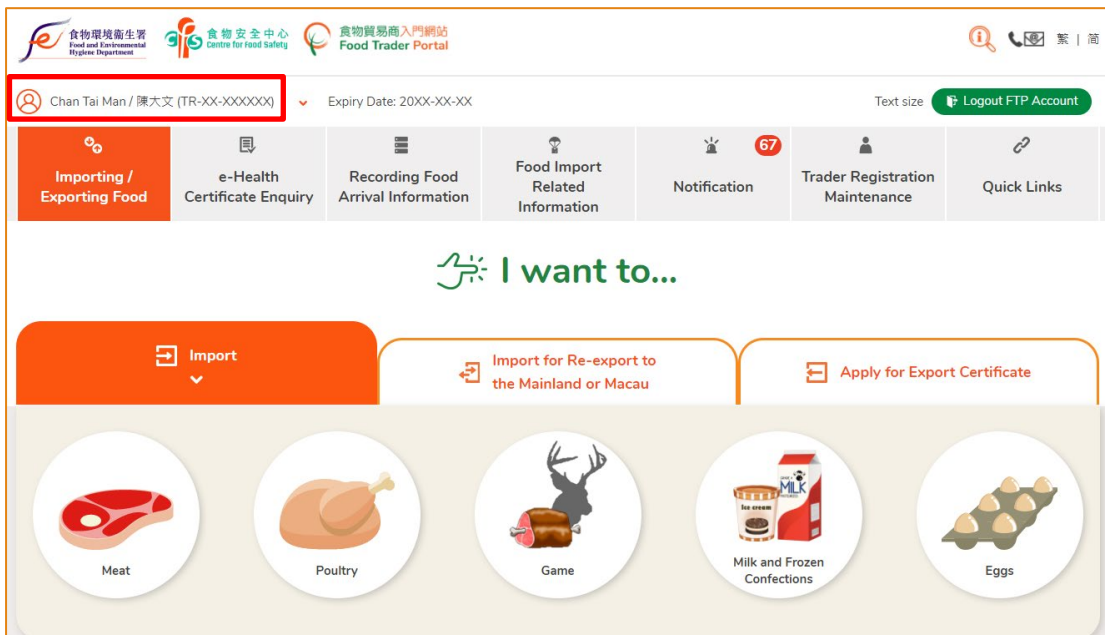 食物環境衞生署
Food and Environmental
Hygiene Department
食物安全中心
Centre for Food Safety
食物貿易商入門網站
Food Trader Portal
繁 | 简
Chan Tai Man / 陳大文 (TR-XX-XXXXXX)
Expiry Date: 20XX-XX-XX
Text size
Logout FTP Account
Importing /
Exporting Food
e-Health
Certificate Enquiry
Recording Food
Arrival Information
Food Import
Related
Information
67
Notification
Trader Registration
Maintenance
Quick Links
I want to...
Import
Import for Re-export to
the Mainland or Macau
Apply for Export Certificate
Meat
Poultry
Game
Ice cream
MILK
Milk and Frozen
Confections
Eggs